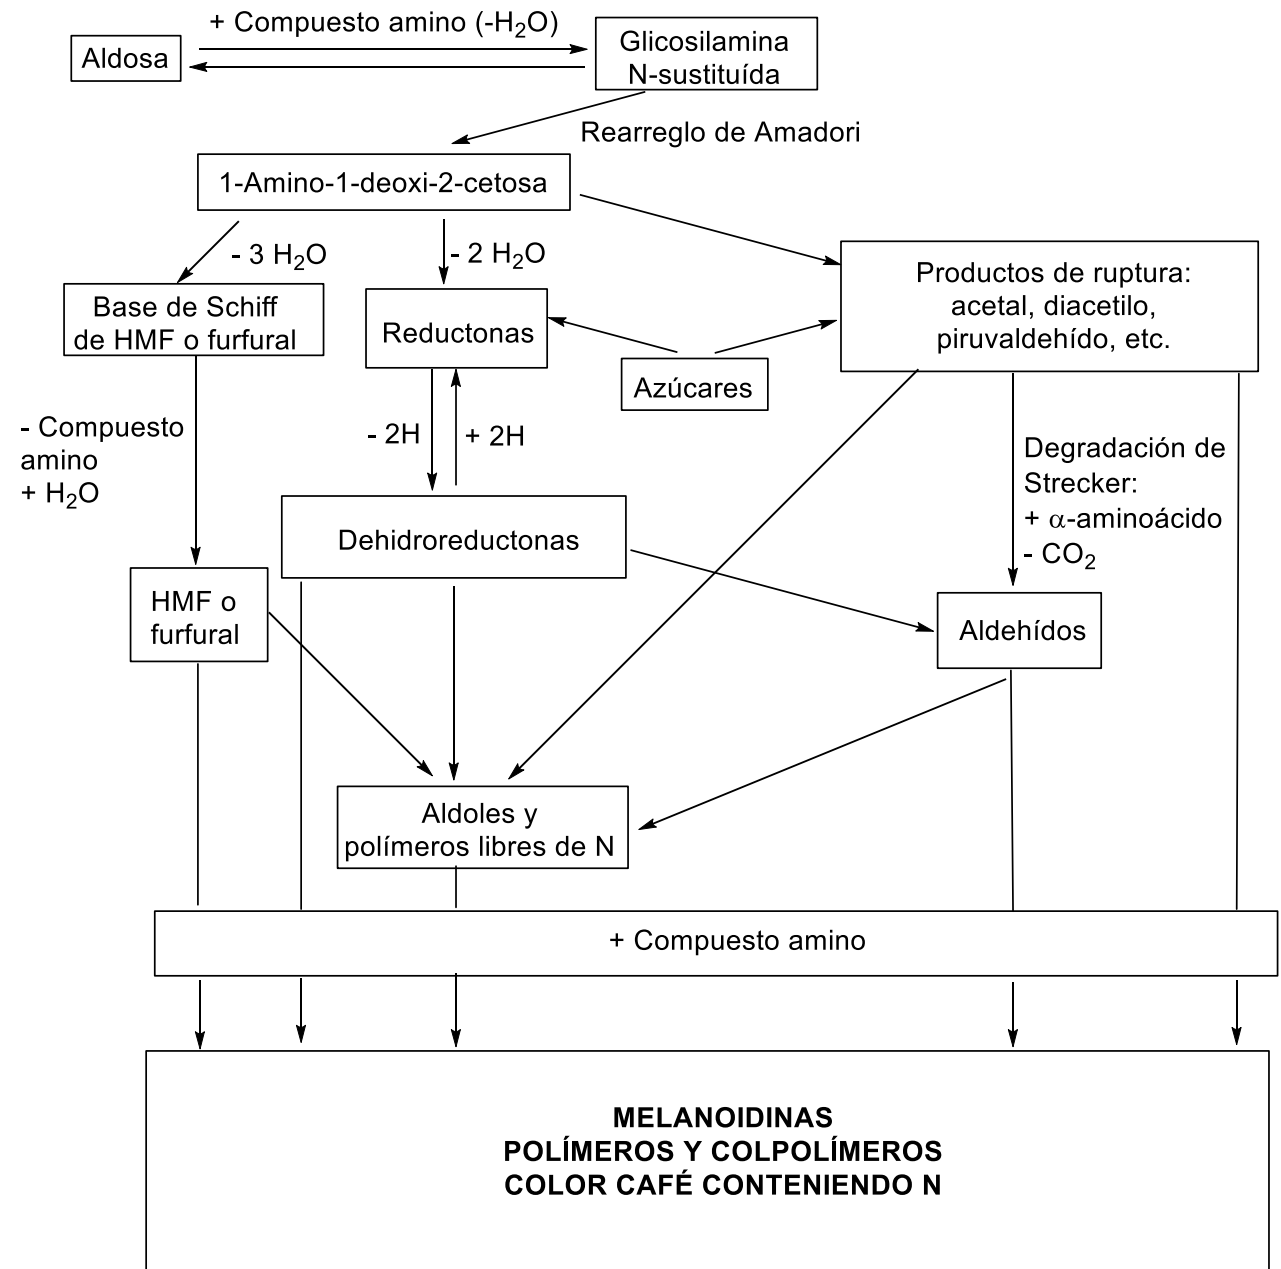 + Compuesto amino (-H₂O)
Aldosa
Glicosilamina
N-sustituída
Rearreglo de Amadori
1-Amino-1-deoxi-2-cetosa
- 3 H₂O
- 2 H₂O
Productos de ruptura:
acetal, diacetilo,
piruvaldehído, etc.
Base de Schiff
de HMF o furfural
Reductonas
Azúcares
- Compuesto
amino
+ H₂O
- 2H
+ 2H
Degradación de
Strecker:
+ α-aminoácido
- CO₂
Dehidroreductonas
HMF o
furfural
Aldehídos
Aldoles y
polímeros libres de N
+ Compuesto amino
MELANOIDINAS
POLÍMEROS Y COLPOLÍMEROS
COLOR CAFÉ CONTENIENDO N